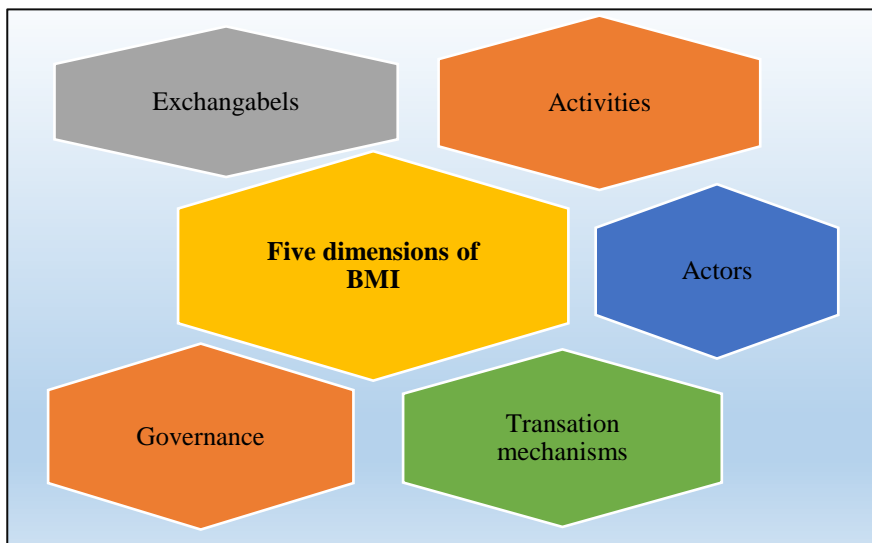 Exchangabels
Activities
Five dimensions of
BMI
Actors
Governance
Transation
mechanisms